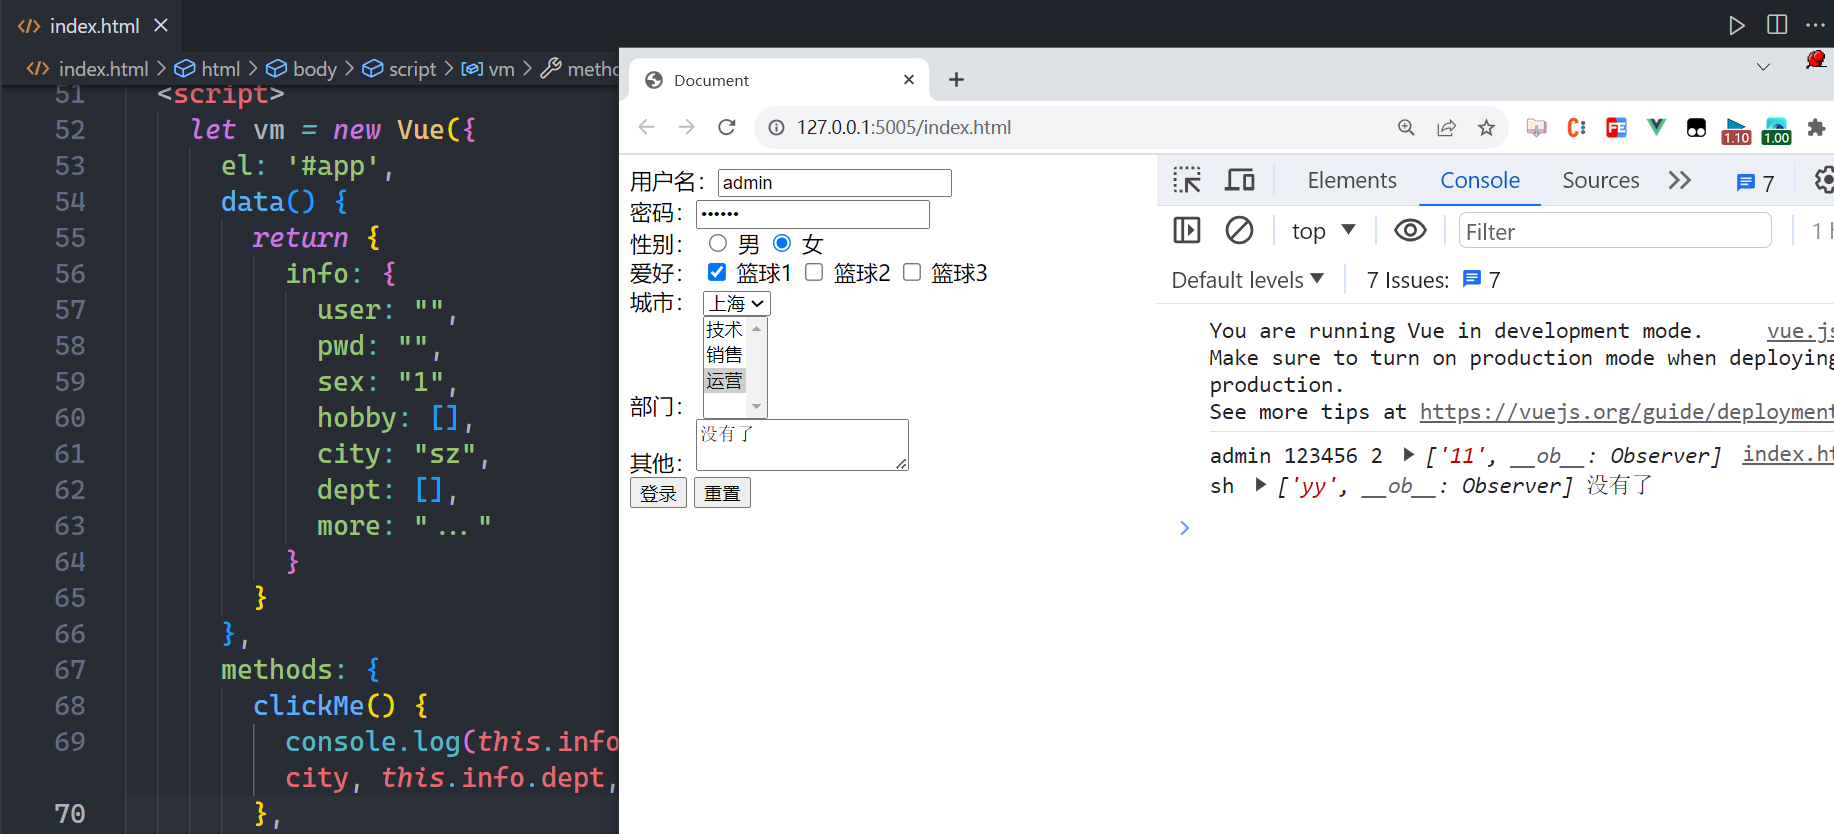 index.html
index.html > html > body > script > vm > metho
51 <script>
52 let vm = new Vue({
53 el: '#app',
54 data() {
55 return {
56 info: {
57 user: "",
58 pwd: "",
59 sex: "1",
60 hobby: [],
61 city: "sz",
62 dept: [],
63 more: "..."
64 }
65 }
66 },
67 methods: {
68 clickMe() {
69 console.log(this.info
city, this.info.dept,
70 },
Document
127.0.0.1:5005/index.html
1.10
1.00
用户名：admin
密码：••••••
性别： 男 女
爱好： 篮球1 篮球2 篮球3
城市： 上海
技术
销售
运营
部门：
没有了
其他：
登录 重置
Elements Console Sources 7
top Filter 1
Default levels 7 Issues: 7
You are running Vue in development mode. vue.js
Make sure to turn on production mode when deploying
production.
See more tips at https://vuejs.org/guide/deployment
admin 123456 2 ['11', __ob__: Observer] index.ht
sh ['yy', __ob__: Observer] 没有了